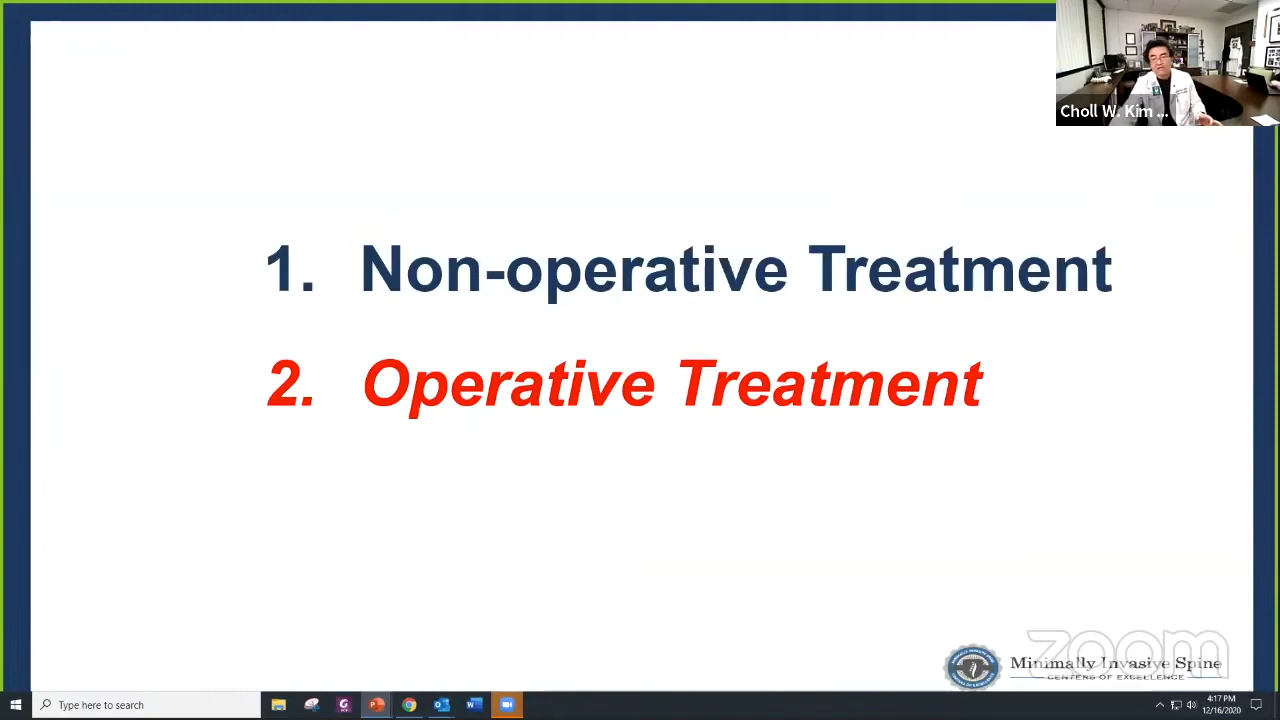 Choll W. Kim ...
1. Non-operative Treatment
2. Operative Treatment
zoom
Minimally Invasive Spine
CENTERS OF EXCELLENCE
Type here to search
4:17 PM
12/16/2020